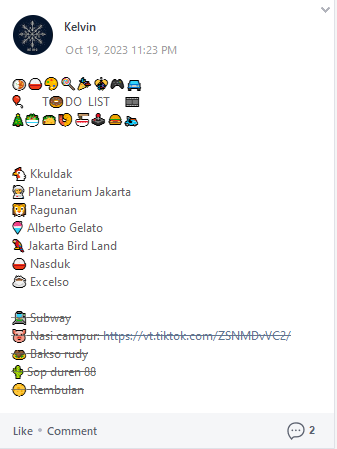 Kelvin
Oct 19, 2023 11:23 PM
T🍩DO LIST
Kkuldak
Planetarium Jakarta
Ragunan
Alberto Gelato
Jakarta Bird Land
Nasduk
Excelso
Subway
Nasi campur: https://vt.tiktok.com/ZSNMDvVC2/
Bakso rudy
Sop duren 88
Rembulan
Like • Comment
2